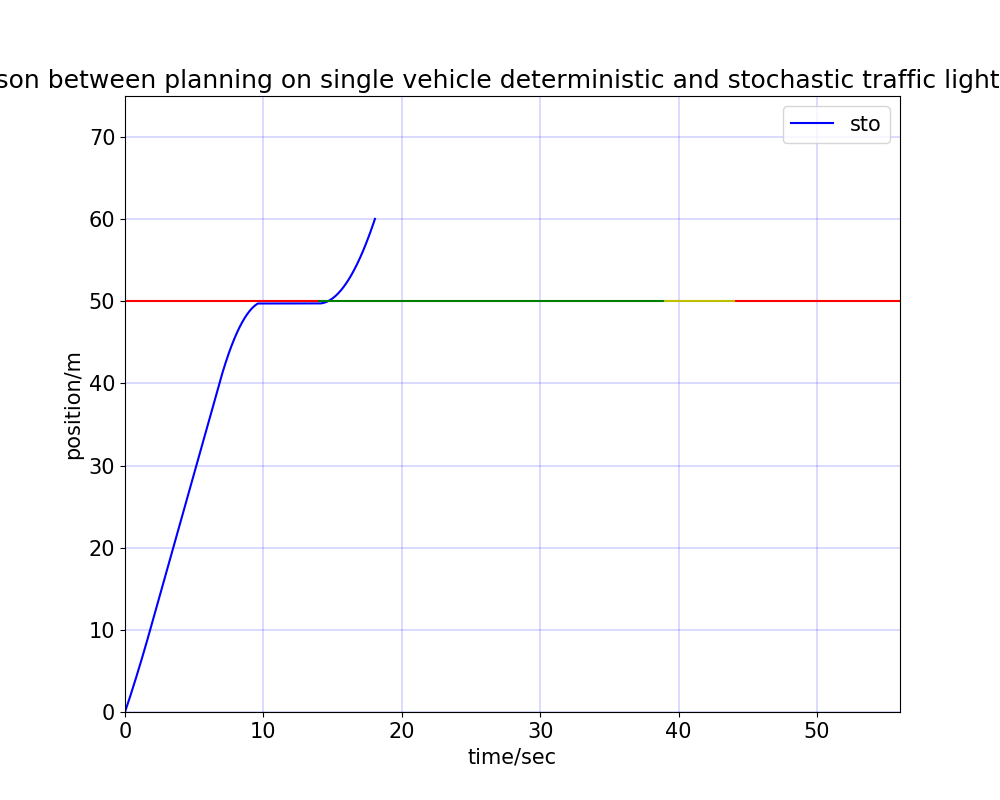 son between planning on single vehicle deterministic and stochastic traffic light
sto
70
60
50
40
30
20
10
0
position/m
0 10 20 30 40 50
time/sec